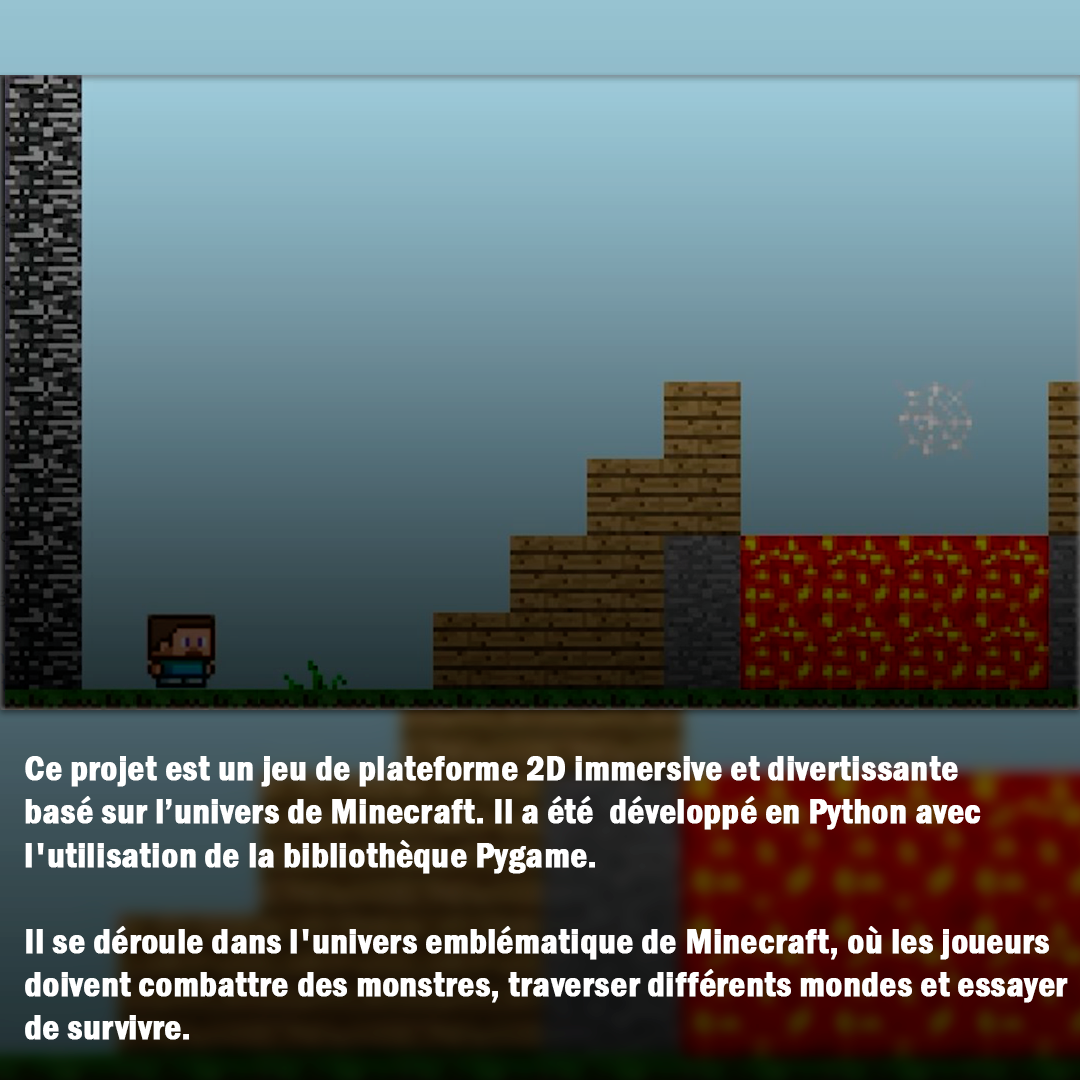 Ce projet est un jeu de plateforme 2D immersive et divertissante
basé sur l’univers de Minecraft. Il a été  développé en Python avec
l'utilisation de la bibliothèque Pygame.
Il se déroule dans l'univers emblématique de Minecraft, où les joueurs
doivent combattre des monstres, traverser différents mondes et essayer
de survivre.